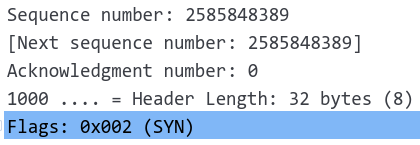 Sequence number: 2585848389
[Next sequence number: 2585848389]
Acknowledgment number: 0
1000 .... = Header Length: 32 bytes (8)
Flags: 0x002 (SYN)